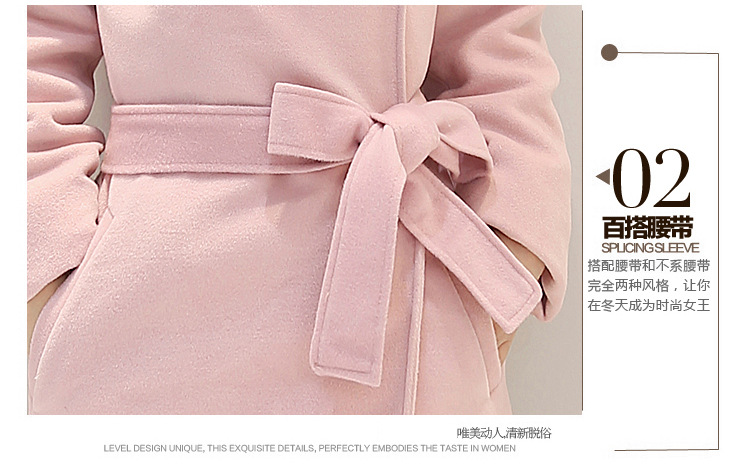 02
百搭腰带
SPLICING SLEEVE
搭配腰带和不系腰带
完全两种风格，让你
在冬天成为时尚女王
唯美动人,清新脱俗
LEVEL DESIGN UNIQUE, THIS EXQUISITE DETAILS, PERFECTLY EMBODIES THE TASTE IN WOMEN